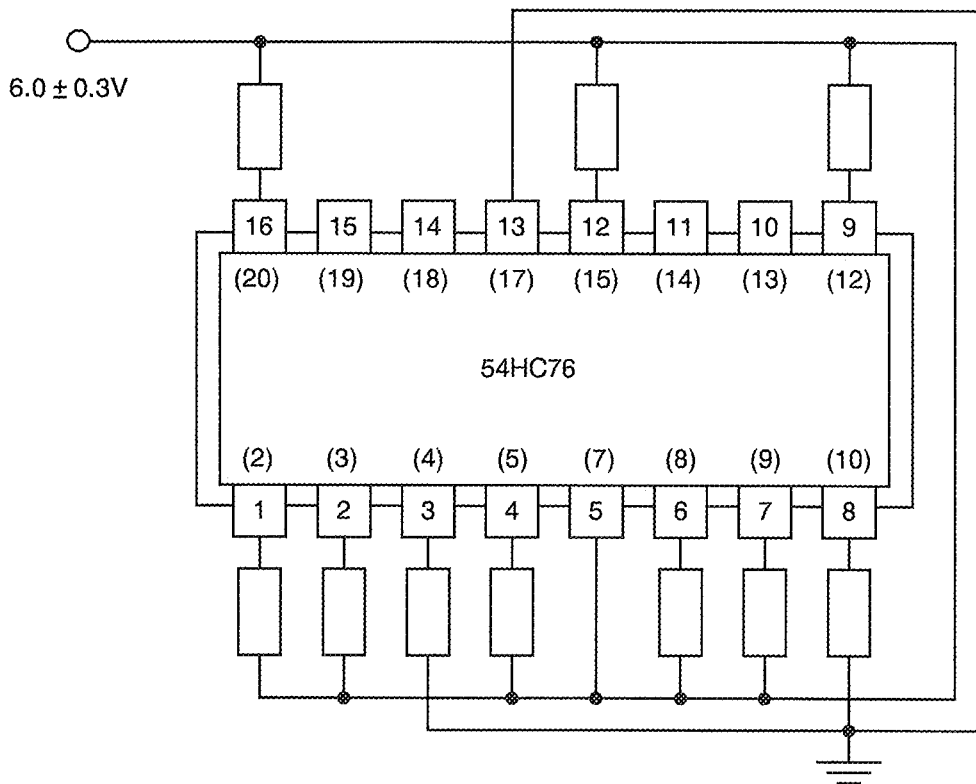 6.0 ± 0.3V
16 15 14 13 12 11 10 9
(20) (19) (18) (17) (15) (14) (13) (12)
54HC76
(2) (3) (4) (5) (7) (8) (9) (10)
1 2 3 4 5 6 7 8